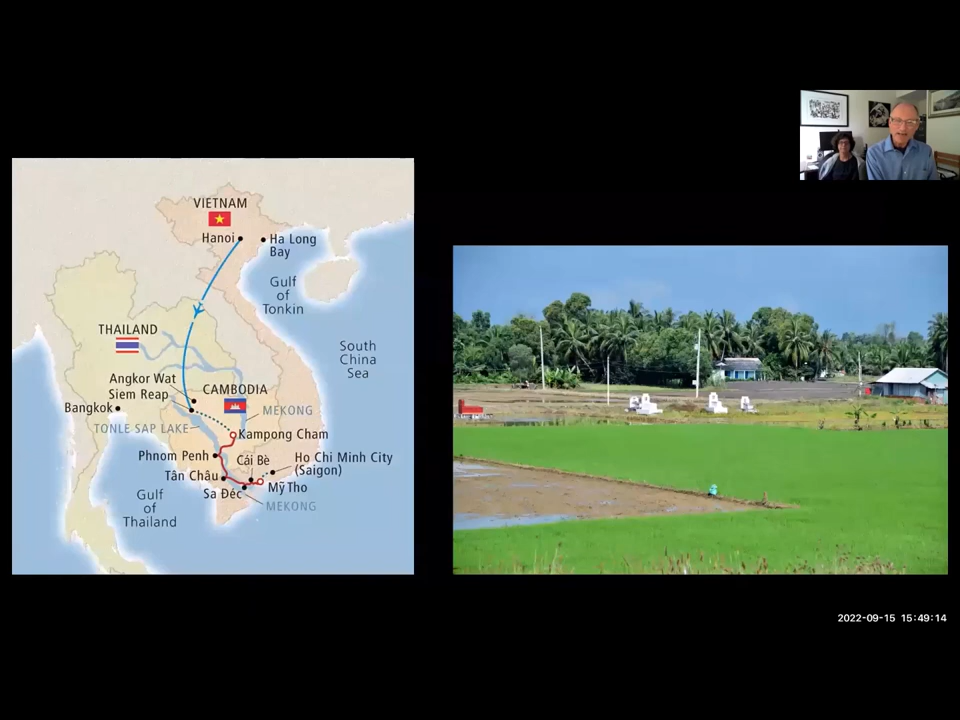 VIETNAM
Hanoi
Ha Long
Bay
Gulf
of
Tonkin
THAILAND
South
China
Sea
Angkor Wat
Siem Reap
CAMBODIA
Bangkok
MEKONG
TONLE SAP LAKE
Kampong Cham
Phnom Penh
Cái Bè
Ho Chi Minh City
(Saigon)
Tân Châu
Gulf
of
Thailand
Sa Đéc
Mỹ Tho
MEKONG
2022-09-15 15:49:14